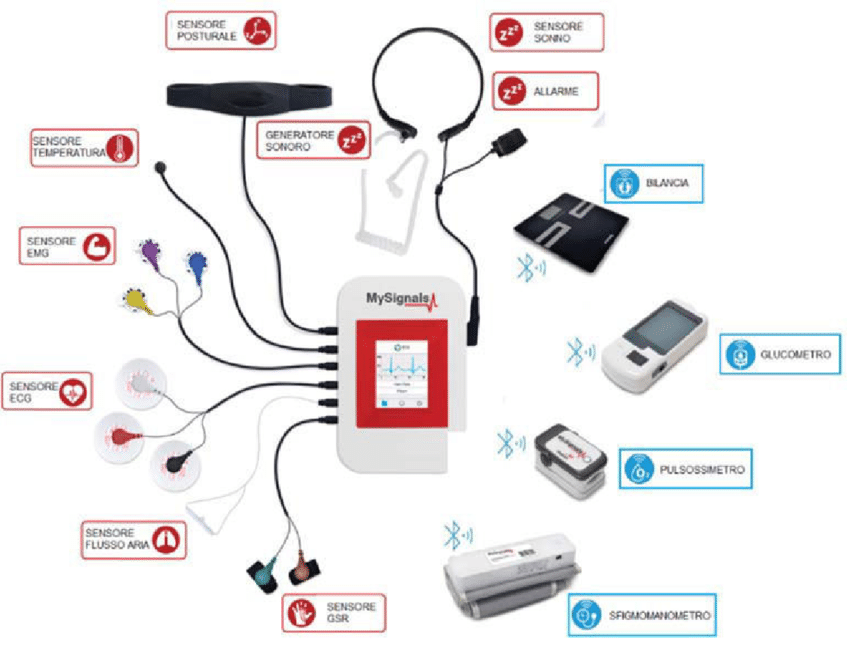 SENSORE
POSTURALE
SENSORE
SONNO
ALLARME
GENERATORE
SONORO
SENSORE
TEMPERATURA
BILANCIA
SENSORE
EMG
MySignals
GLUCOMETRO
SENSORE
ECG
PULSOSSIMETRO
SENSORE
FLUSSO ARIA
SENSORE
GSR
SFIGMOMANOMETRO